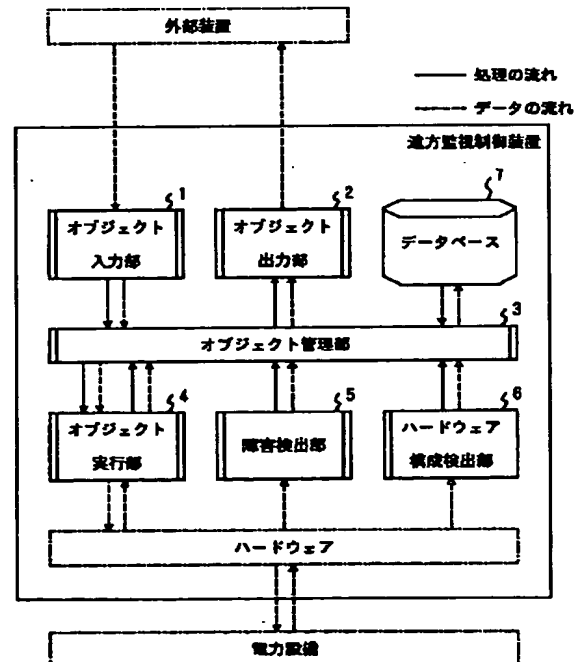 外部装置
処理の流れ
データの流れ
遠方監視制御装置
1
2
7
オブジェクト
入力部
オブジェクト
出力部
データベース
3
オブジェクト管理部
4
5
6
オブジェクト
実行部
障害検出部
ハードウェア
構成検出部
ハードウェア
電力設備